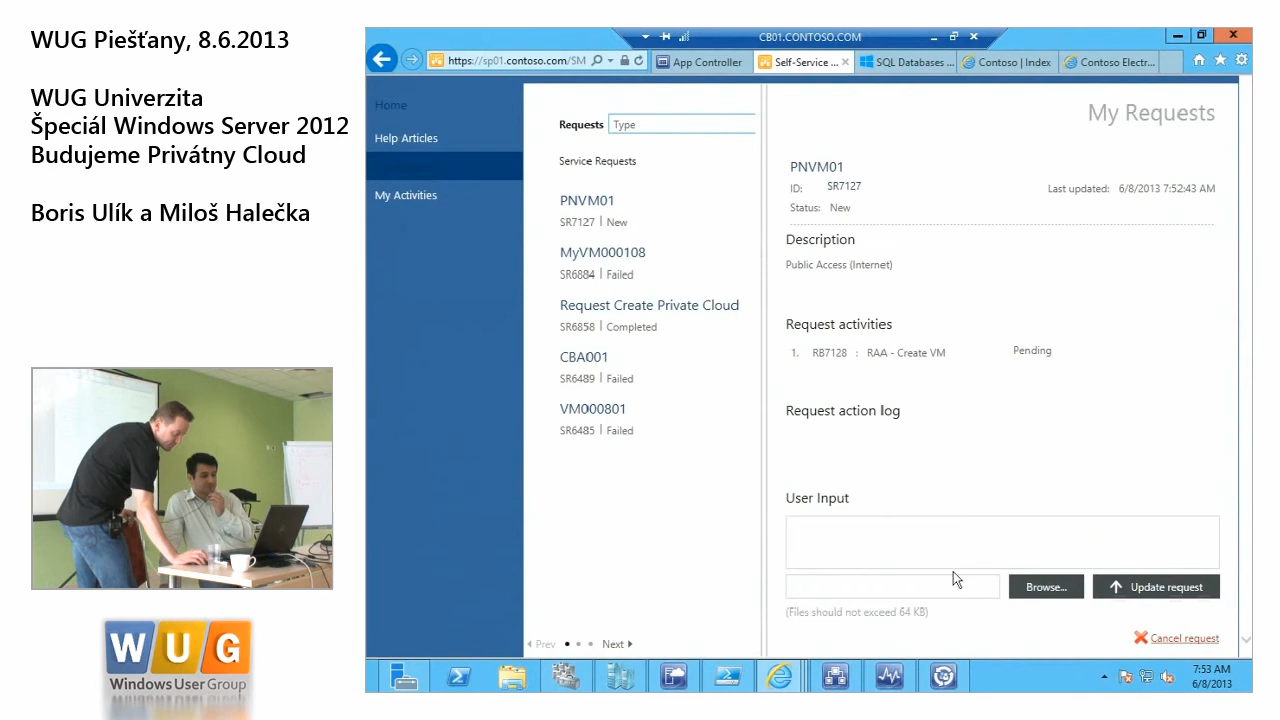 WUG Piešťany, 8.6.2013
WUG Univerzita
Špeciál Windows Server 2012
Budujeme Privátny Cloud
Boris Ulík a Miloš Halečka
W U G
Windows User Group
CB01.CONTOSO.COM
https://sp01.contoso.com/SM
App Controller
Self-Service ...
SQL Databases ...
Contoso | Index
Contoso Electr...
Home
Help Articles
My Activities
Requests
Type
Service Requests
PNVM01
SR7127 | New
MyVM000108
SR6884 | Failed
Request Create Private Cloud
SR6858 | Completed
CBA001
SR6489 | Failed
VM000801
SR6485 | Failed
Prev
Next
My Requests
PNVM01
ID: SR7127
Last updated: 6/8/2013 7:52:43 AM
Status: New
Description
Public Access (Internet)
Request activities
1. RB7128 : RAA - Create VM Pending
Request action log
User Input
Browse...
Update request
(Files should not exceed 64 KB)
Cancel request
7:53 AM
6/8/2013